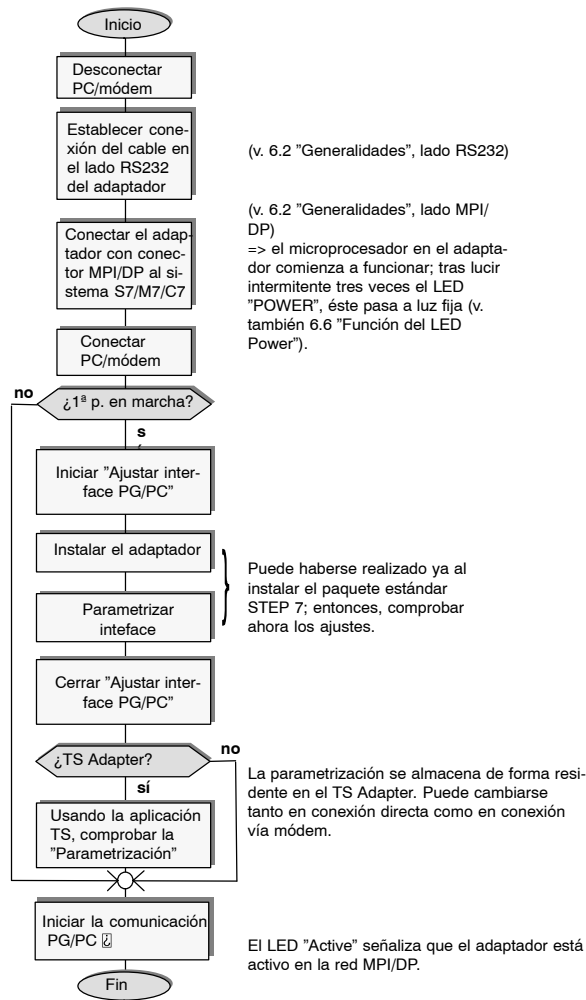 Inicio
Desconectar
PC/módem
Establecer cone-
xión del cable en
el lado RS232
del adaptador
(v. 6.2 ”Generalidades”, lado RS232)
Conectar el adap-
tador con conec-
tor MPI/DP al si-
stema S7/M7/C7
(v. 6.2 ”Generalidades”, lado MPI/
DP)
=> el microprocesador en el adapta-
dor comienza a funcionar; tras lucir
intermitente tres veces el LED
”POWER”, éste pasa a luz fija (v.
también 6.6 ”Función del LED
Power”).
Conectar
PC/módem
no
¿1ª p. en marcha?
s
Iniciar ”Ajustar inter-
face PG/PC”
Instalar el adaptador
Parametrizar
inteface
Puede haberse realizado ya al
instalar el paquete estándar
STEP 7; entonces, comprobar
ahora los ajustes.
Cerrar ”Ajustar inter-
face PG/PC”
¿TS Adapter?
no
sí
La parametrización se almacena de forma resi-
dente en el TS Adapter. Puede cambiarse
tanto en conexión directa como en conexión
vía módem.
Usando la aplicación
TS, comprobar la
”Parametrización”
Iniciar la comunicación
PG/PC ¿
El LED ”Active” señaliza que el adaptador está
activo en la red MPI/DP.
Fin